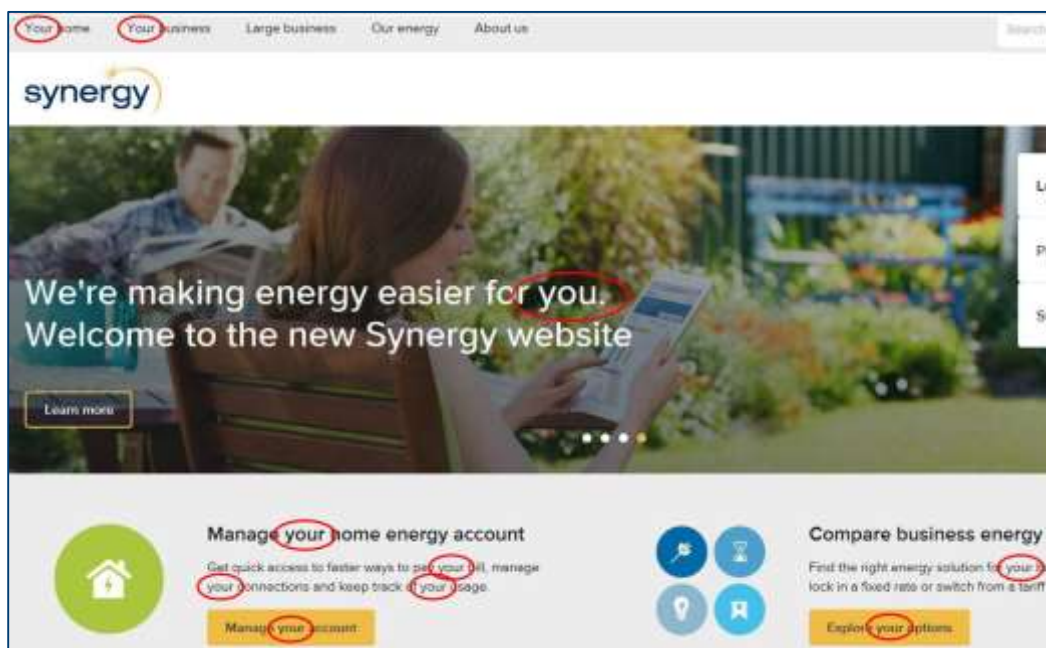 Your home Your business Large business Our energy About us Search
synergy
We're making energy easier for you.
Welcome to the new Synergy website
Learn more
Manage your home energy account
Get quick access to faster ways to pay your bill, manage
your connections and keep track of your usage.
Manage your account
Compare business energy
Find the right energy solution for your
lock in a fixed rate or switch from a tariff
Explore your options